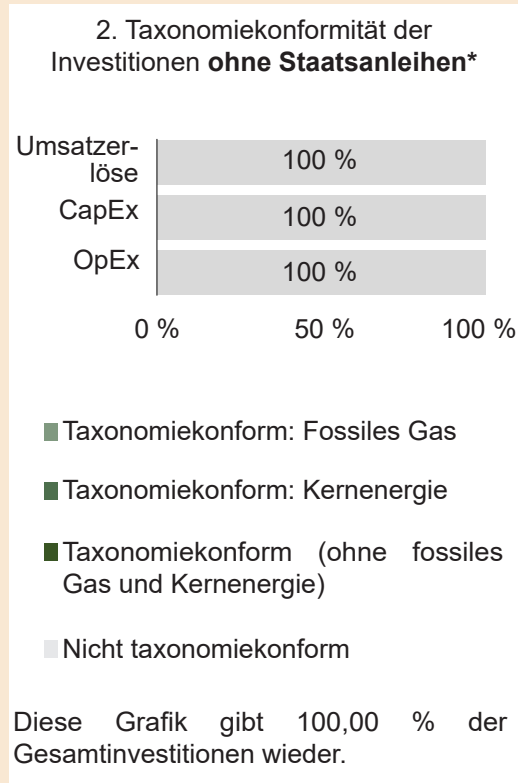 2. Taxonomiekonformität der
Investitionen ohne Staatsanleihen*
Umsatzer-
löse
100 %
CapEx
100 %
OpEx
100 %
0 %
50 %
100 %
Taxonomiekonform: Fossiles Gas
Taxonomiekonform: Kernenergie
Taxonomiekonform (ohne fossiles
Gas und Kernenergie)
Nicht taxonomiekonform
Diese Grafik gibt 100,00 % der
Gesamtinvestitionen wieder.